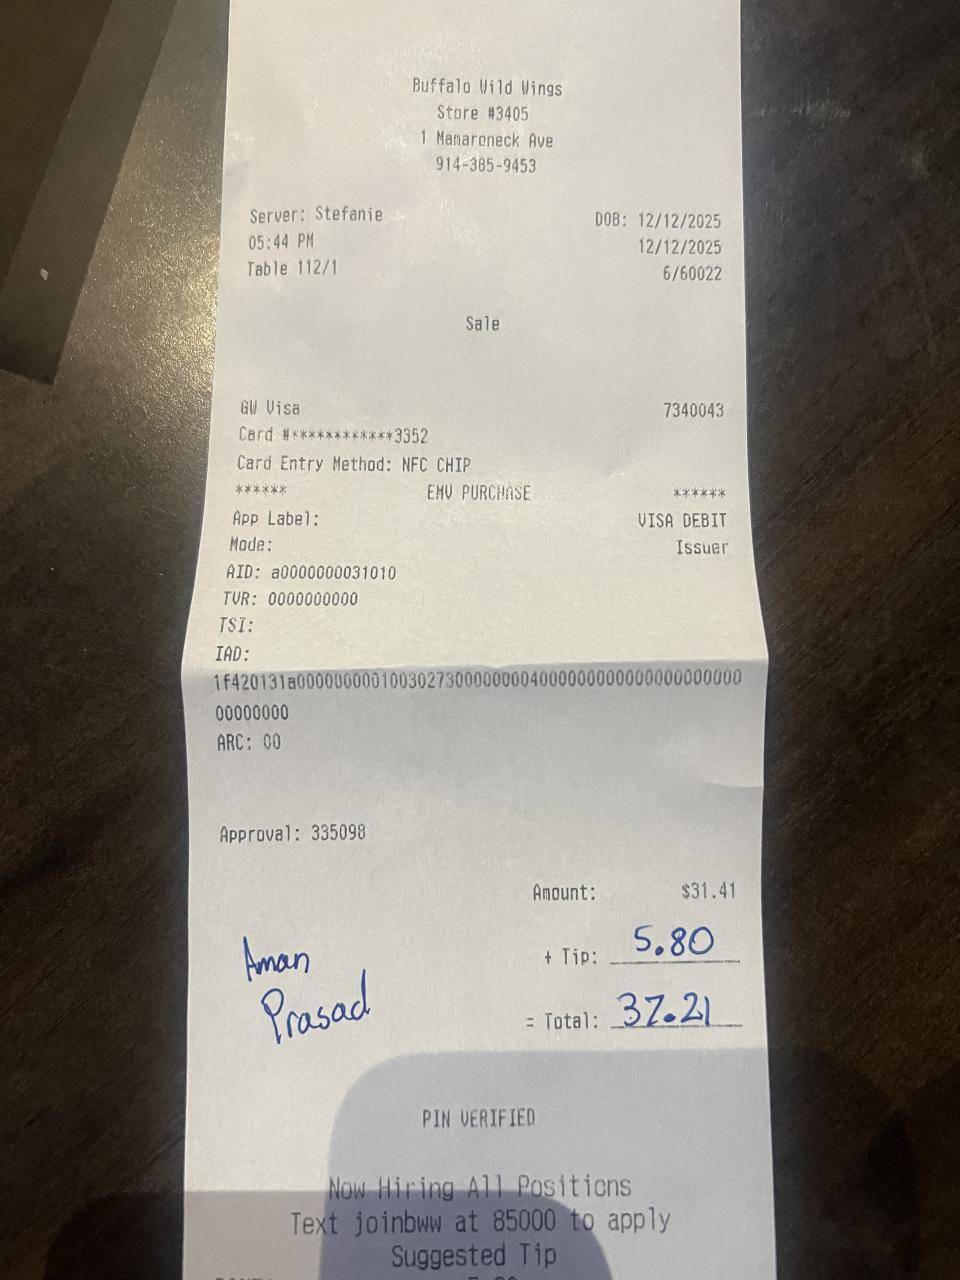 Buffalo Wild Wings
Store #3405
1 Mamaroneck Ave
914-385-9453
Server: Stefanie DOB: 12/12/2025
05:44 PM 12/12/2025
Table 112/1 6/60022
Sale
GW Visa 7340043
Card #************3352
Card Entry Method: NFC CHIP
****** EMV PURCHASE ******
App Label: VISA DEBIT
Mode: Issuer
AID: a0000000031010
TVR: 0000000000
TSI:
IAD:
00000000
ARC: 00
Approval: 335098
Amount: $31.41
+ Tip: 5.80
= Total: 37.21
Aman
Prasad
PIN VERIFIED
Now Hiring All Positions
Text joinbww at 85000 to apply
Suggested Tip